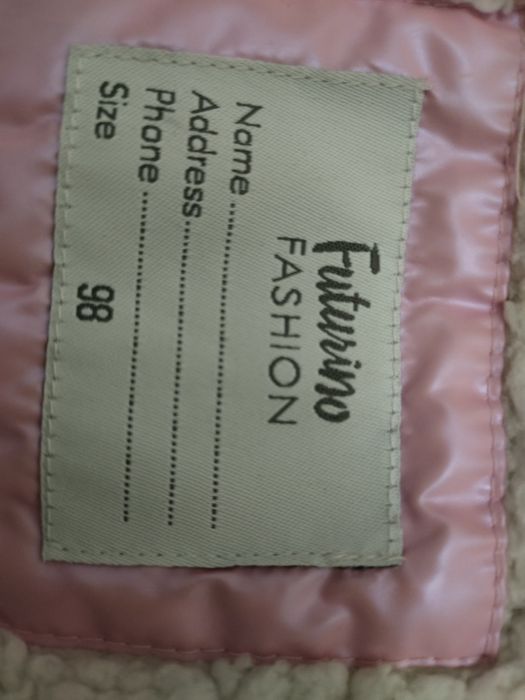 Futurino
FASHION
Name ........................................
Address ........................................
Phone ........................................
Size 98